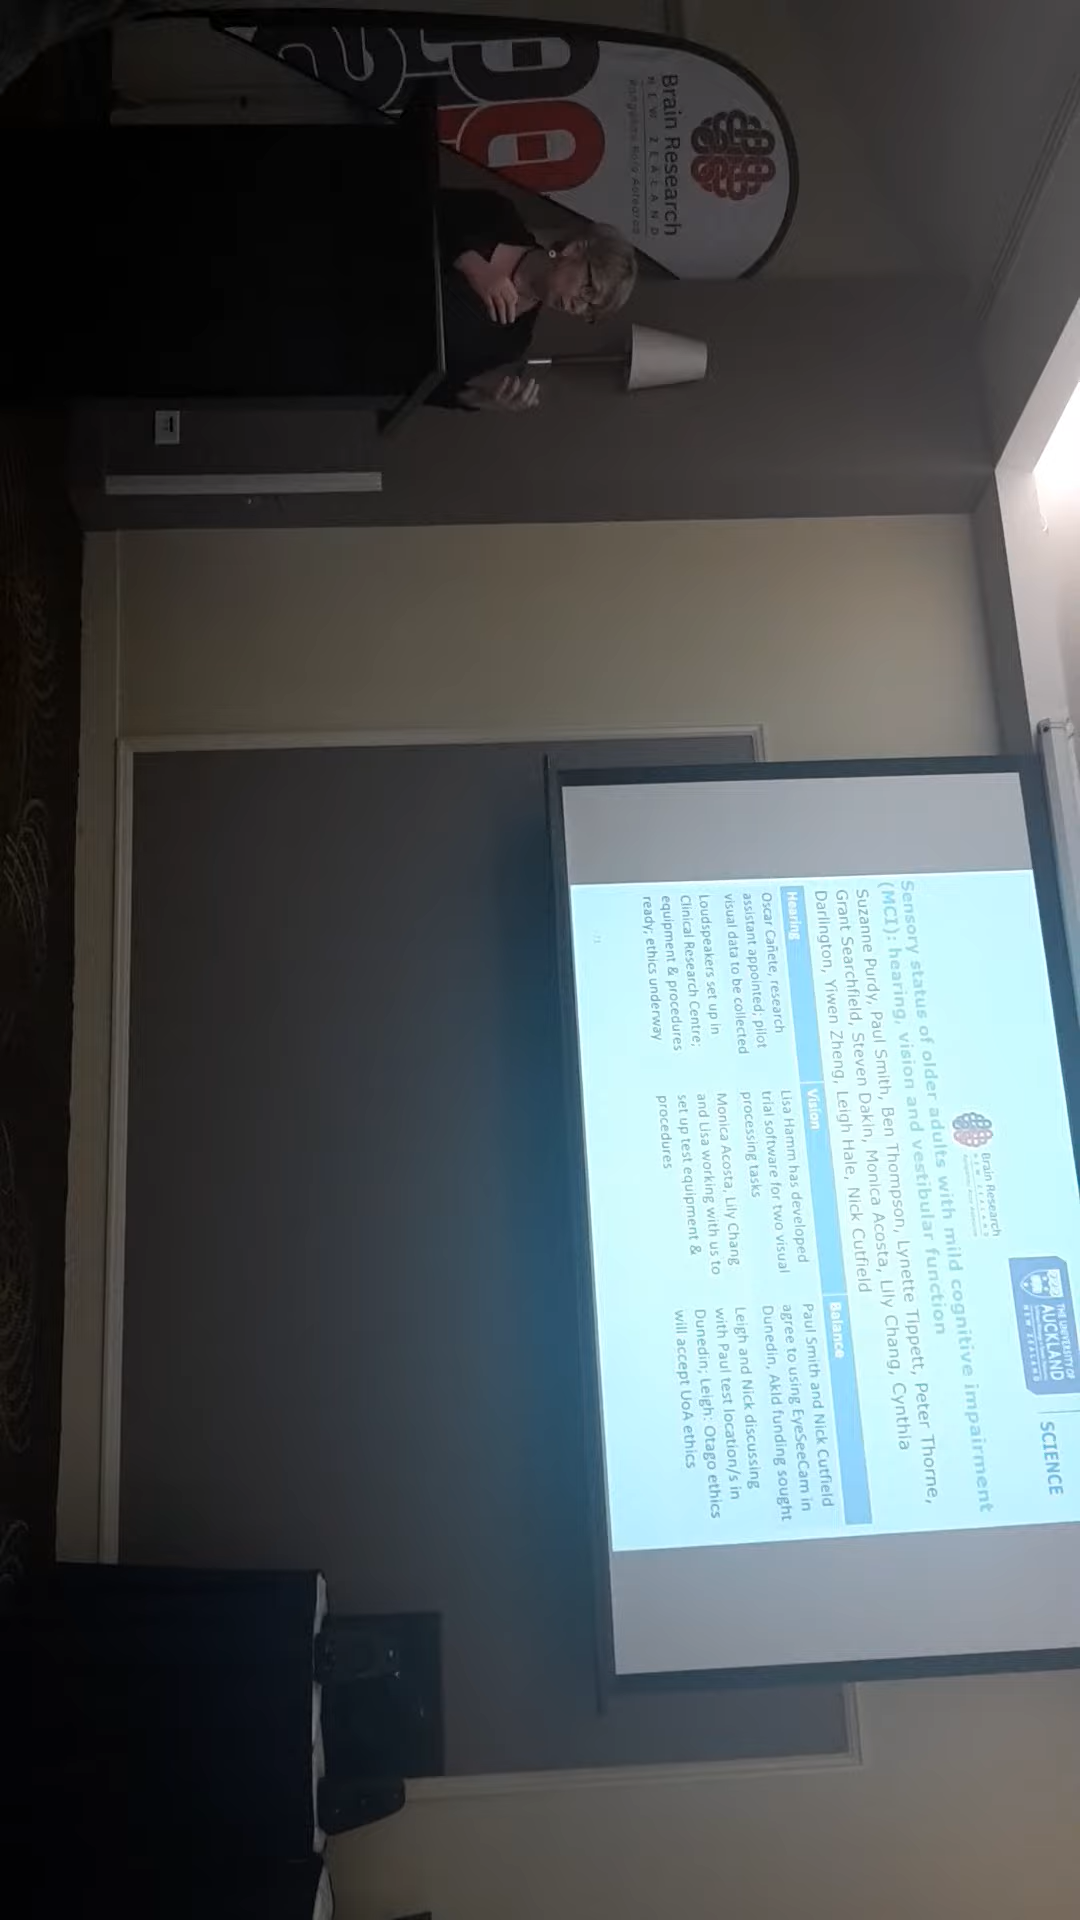 Brain Research
NEW ZEALAND
Rangahau Roro Aotearoa
Brain Research
NEW ZEALAND
THE UNIVERSITY OF
AUCKLAND
NEW ZEALAND
SCIENCE
Sensory status of older adults with mild cognitive impairment
(MCI): hearing, vision and vestibular function
Suzanne Purdy, Paul Smith, Ben Thompson, Lynette Tippett, Peter Thorne,
Grant Searchfield, Steven Dakin, Monica Acosta, Lily Chang, Cynthia
Darlington, Yiwen Zheng, Leigh Hale, Nick Cutfield
Hearing
Oscar Cañete, research
assistant appointed; pilot
visual data to be collected
Loudspeakers set up in
Clinical Research Centre;
equipment & procedures
ready; ethics underway
Vision
Lisa Hamm has developed
trial software for two visual
processing tasks
Monica Acosta, Lily Chang
and Lisa working with us to
set up test equipment &
procedures
Balance
Paul Smith and Nick Cutfield
agree to using EyeSeeCam in
Dunedin, Akld funding sought
Leigh and Nick discussing
with Paul test location/s in
Dunedin; Leigh: Otago ethics
will accept UoA ethics